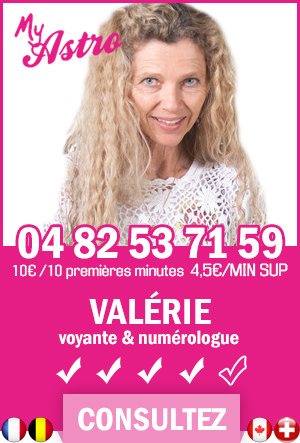 My
Astro
04 82 53 71 59
10€ /10 premières minutes 4,5€/MIN SUP
VALÉRIE
voyante & numérologue
CONSULTEZ